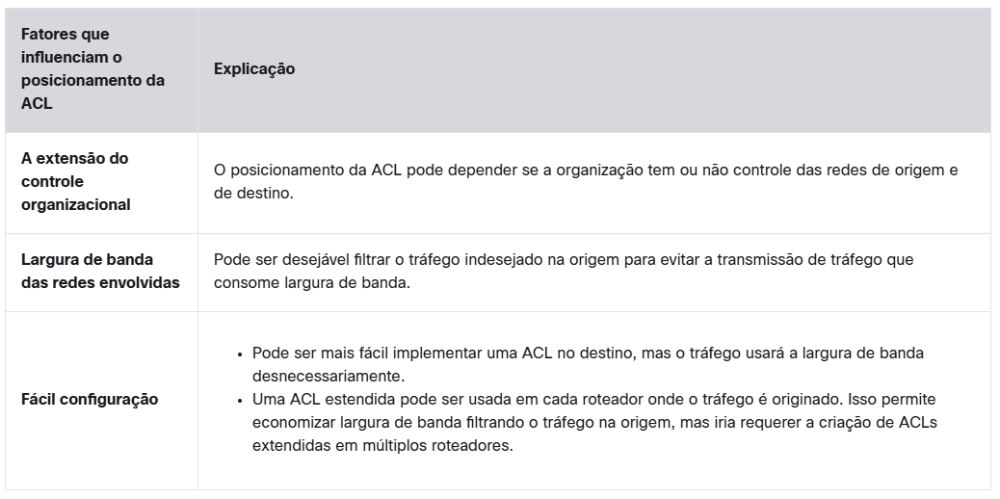 Fatores que
influenciam o
posicionamento da
ACL
Explicação
A extensão do
controle
organizacional
O posicionamento da ACL pode depender se a organização tem ou não controle das redes de origem e
de destino.
Largura de banda
das redes envolvidas
Pode ser desejável filtrar o tráfego indesejado na origem para evitar a transmissão de tráfego que
consome largura de banda.
Fácil configuração
• Pode ser mais fácil implementar uma ACL no destino, mas o tráfego usará a largura de banda
desnecessariamente.
• Uma ACL estendida pode ser usada em cada roteador onde o tráfego é originado. Isso permite
economizar largura de banda filtrando o tráfego na origem, mas iria requerer a criação de ACLs
extendidas em múltiplos roteadores.